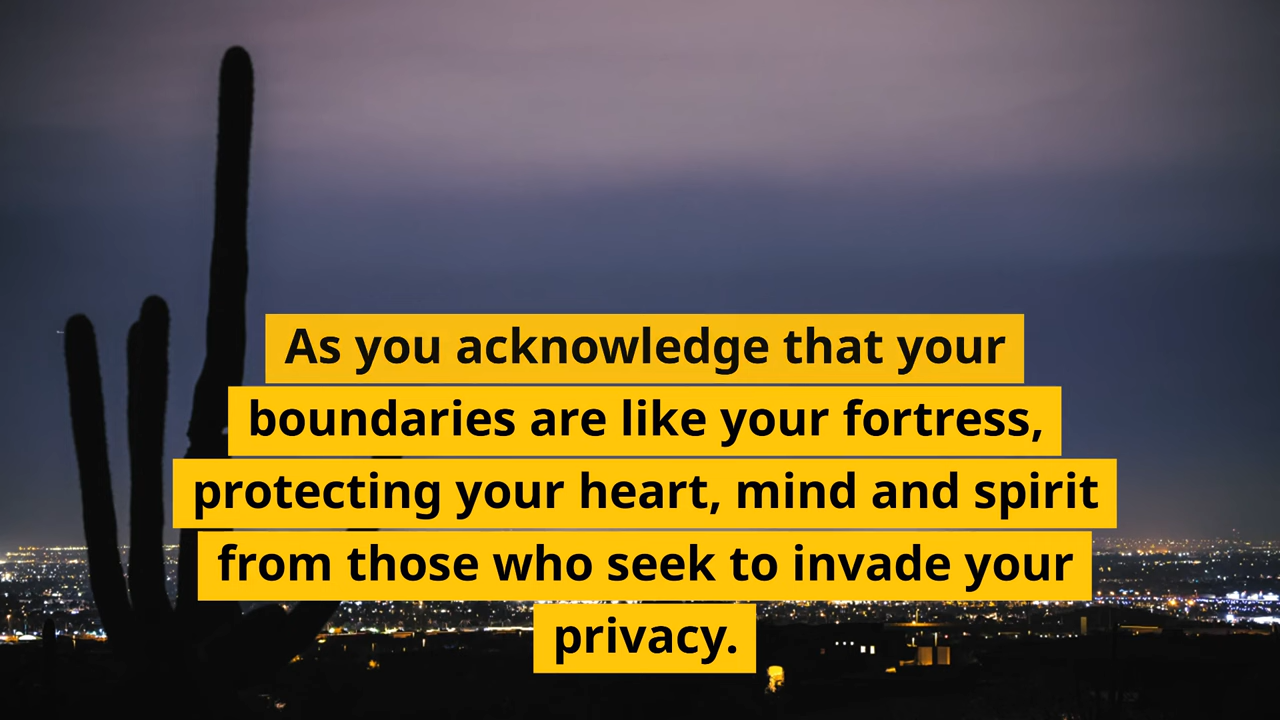 As you acknowledge that your
boundaries are like your fortress,
protecting your heart, mind and spirit
from those who seek to invade your
privacy.